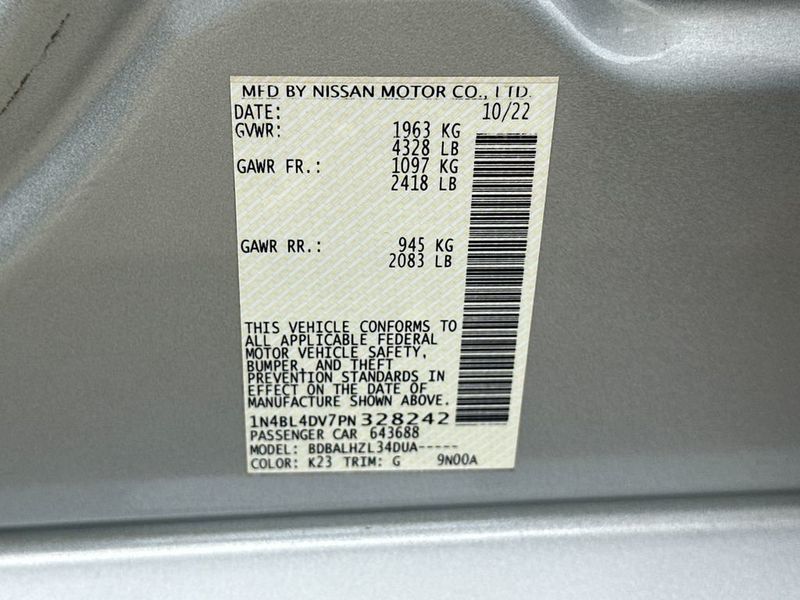 MFD BY NISSAN MOTOR CO., LTD.
DATE: 10/22
GVWR: 1963 KG
4328 LB
GAWR FR.: 1097 KG
2418 LB
GAWR RR.: 945 KG
2083 LB
THIS VEHICLE CONFORMS TO
ALL APPLICABLE FEDERAL
MOTOR VEHICLE SAFETY,
BUMPER, AND THEFT
PREVENTION STANDARDS IN
EFFECT ON THE DATE OF
MANUFACTURE SHOWN ABOVE.
1N4BL4DV7PN328242
PASSENGER CAR 643688
MODEL: BDBALHZL34DUA-----
COLOR: K23 TRIM: G 9N00A